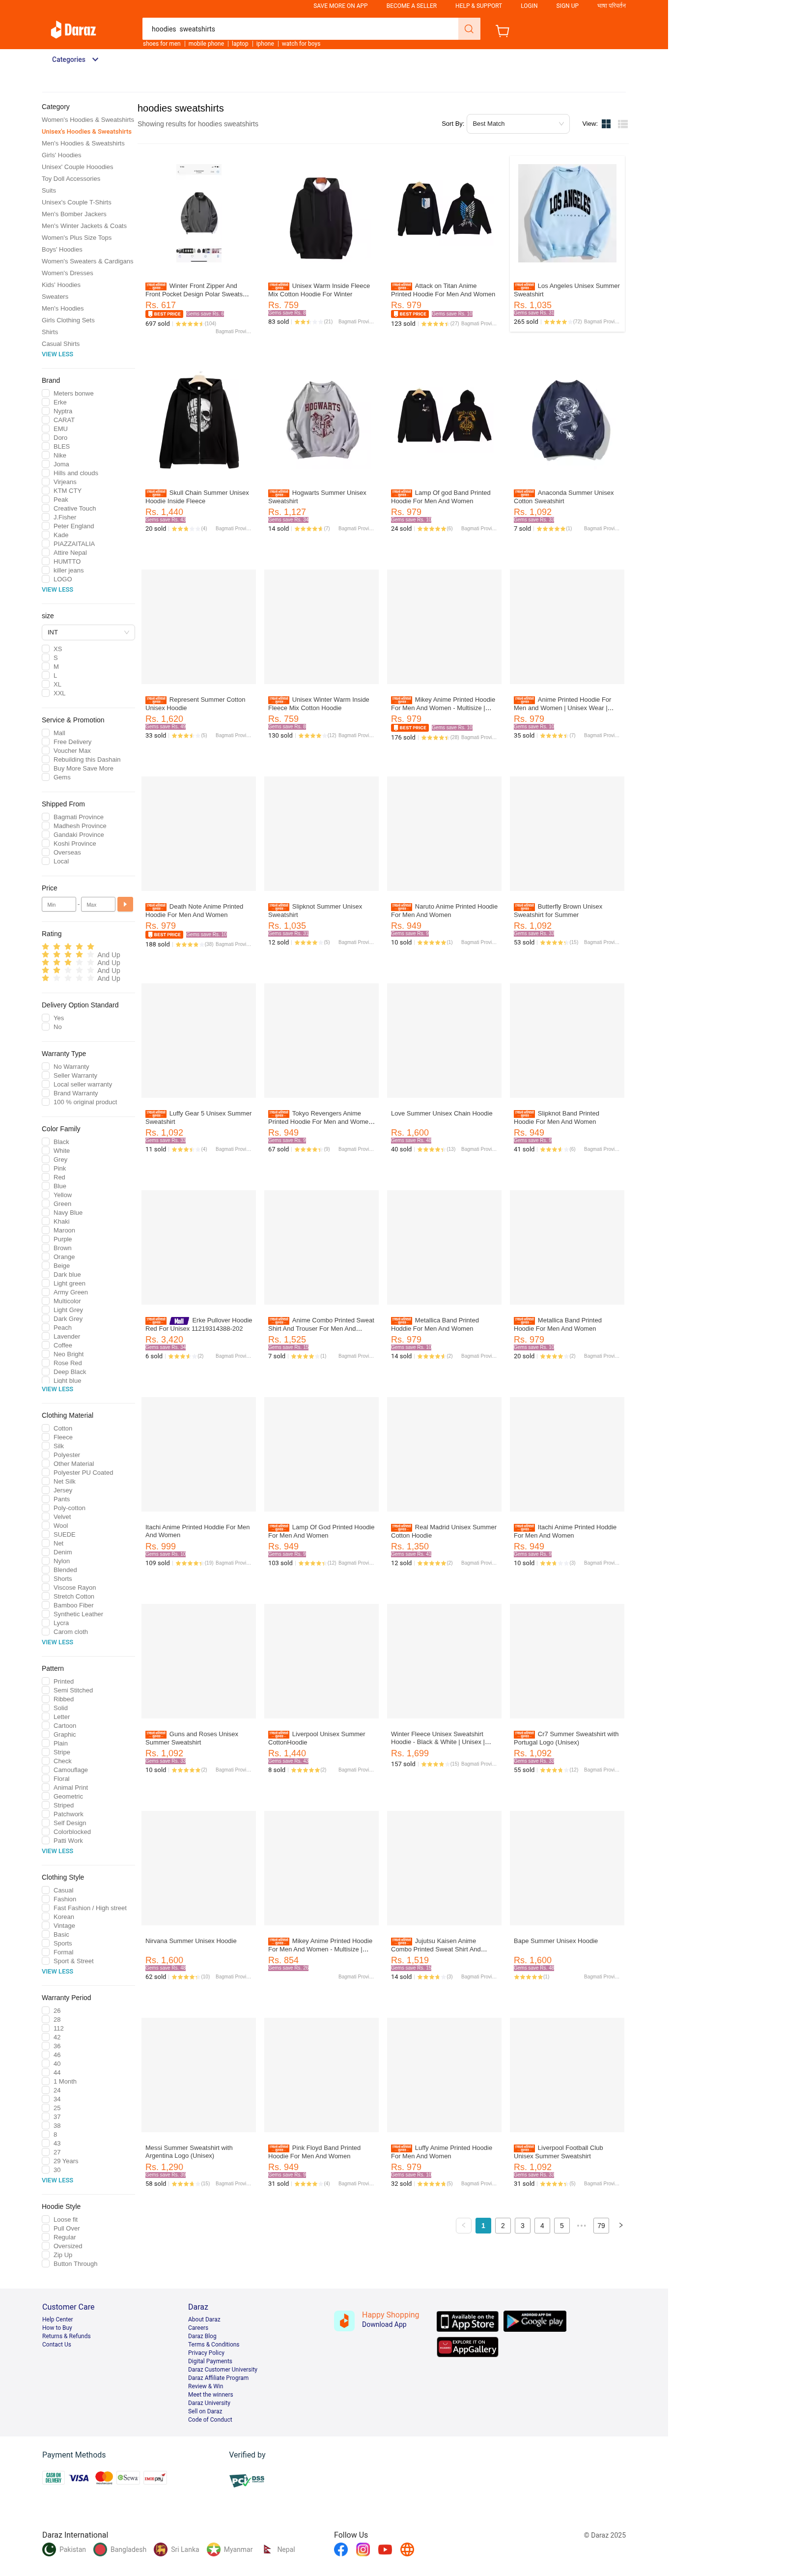 SAVE MORE ON APP
BECOME A SELLER
HELP & SUPPORT
LOGIN
SIGN UP
भाषा परिवर्तन
Daraz
hoodies sweatshirts
shoes for men | mobile phone | laptop | iphone | watch for boys
Categories
Category
Women's Hoodies & Sweatshirts
Unisex's Hoodies & Sweatshirts
Men's Hoodies & Sweatshirts
Girls' Hoodies
Unisex' Couple Hooodies
Toy Doll Accessories
Suits
Unisex's Couple T-Shirts
Men's Bomber Jackers
Men's Winter Jackets & Coats
Women's Plus Size Tops
Boys' Hoodies
Women's Sweaters & Cardigans
Women's Dresses
Kids' Hoodies
Sweaters
Men's Hoodies
Girls Clothing Sets
Shirts
Casual Shirts
VIEW LESS
Brand
Meters bonwe
Erke
Nyptra
CARAT
EMU
Doro
BLES
Nike
Joma
Hills and clouds
Virjeans
KTM CTY
Peak
Creative Touch
J.Fisher
Peter England
Kade
PIAZZAITALIA
Attire Nepal
HUMTTO
killer jeans
LOGO
VIEW LESS
size
INT
XS
S
M
L
XL
XXL
Service & Promotion
Mall
Free Delivery
Voucher Max
Rebuilding this Dashain
Buy More Save More
Gems
Shipped From
Bagmati Province
Madhesh Province
Gandaki Province
Koshi Province
Overseas
Local
Price
Min - Max
Rating
And Up
And Up
And Up
And Up
Delivery Option Standard
Yes
No
Warranty Type
No Warranty
Seller Warranty
Local seller warranty
Brand Warranty
100 % original product
Color Family
Black
White
Grey
Pink
Red
Blue
Yellow
Green
Navy Blue
Khaki
Maroon
Purple
Brown
Orange
Beige
Dark blue
Light green
Army Green
Multicolor
Light Grey
Dark Grey
Peach
Lavender
Coffee
Neo Bright
Rose Red
Deep Black
Light blue
VIEW LESS
Clothing Material
Cotton
Fleece
Silk
Polyester
Other Material
Polyester PU Coated
Net Silk
Jersey
Pants
Poly-cotton
Velvet
Wool
SUEDE
Net
Denim
Nylon
Blended
Shorts
Viscose Rayon
Stretch Cotton
Bamboo Fiber
Synthetic Leather
Lycra
Carom cloth
VIEW LESS
Pattern
Printed
Semi Stitched
Ribbed
Solid
Letter
Cartoon
Graphic
Plain
Stripe
Check
Camouflage
Floral
Animal Print
Geometric
Striped
Patchwork
Self Design
Colorblocked
Patti Work
VIEW LESS
Clothing Style
Casual
Fashion
Fast Fashion / High street
Korean
Vintage
Basic
Sports
Formal
Sport & Street
VIEW LESS
Warranty Period
26
28
112
42
36
46
40
44
1 Month
24
34
25
37
38
8
43
27
29 Years
30
VIEW LESS
Hoodie Style
Loose fit
Pull Over
Regular
Oversized
Zip Up
Button Through
hoodies sweatshirts
Showing results for hoodies sweatshirts
Sort By: Best Match
View:
Winter Front Zipper And Front Pocket Design Polar Sweats...
Rs. 617
BEST PRICE
697 sold (104)
Bagmati Provi...
Unisex Warm Inside Fleece Mix Cotton Hoodie For Winter
Rs. 759
83 sold (21) Bagmati Provi...
Attack on Titan Anime Printed Hoodie For Men And Women
Rs. 979
BEST PRICE
123 sold (27) Bagmati Provi...
LOS ANGELES
CALIFORNIA
Los Angeles Unisex Summer Sweatshirt
Rs. 1,035
265 sold (72) Bagmati Provi...
Skull Chain Summer Unisex Hoodie Inside Fleece
Rs. 1,440
20 sold (4) Bagmati Provi...
HOGWARTS
Hogwarts Summer Unisex Sweatshirt
Rs. 1,127
14 sold (7) Bagmati Provi...
Lamp Of god Band Printed Hoodie For Men And Women
Rs. 979
24 sold (6) Bagmati Provi...
Anaconda Summer Unisex Cotton Sweatshirt
Rs. 1,092
7 sold (1) Bagmati Provi...
Represent Summer Cotton Unisex Hoodie
Rs. 1,620
33 sold (5) Bagmati Provi...
Unisex Winter Warm Inside Fleece Mix Cotton Hoodie
Rs. 759
130 sold (12) Bagmati Provi...
Mikey Anime Printed Hoodie For Men And Women - Multisize |...
Rs. 979
BEST PRICE
176 sold (28) Bagmati Provi...
Anime Printed Hoodie For Men and Women | Unisex Wear |...
Rs. 979
35 sold (7) Bagmati Provi...
Death Note Anime Printed Hoodie For Men And Women
Rs. 979
BEST PRICE
188 sold (38) Bagmati Provi...
Slipknot Summer Unisex Sweatshirt
Rs. 1,035
12 sold (5) Bagmati Provi...
Naruto Anime Printed Hoodie For Men And Women
Rs. 949
10 sold (1) Bagmati Provi...
Butterfly Brown Unisex Sweatshirt for Summer
Rs. 1,092
53 sold (15) Bagmati Provi...
Luffy Gear 5 Unisex Summer Sweatshirt
Rs. 1,092
11 sold (4) Bagmati Provi...
Tokyo Revengers Anime Printed Hoodie For Men and Wome...
Rs. 949
67 sold (9) Bagmati Provi...
Love Summer Unisex Chain Hoodie
Rs. 1,600
40 sold (13) Bagmati Provi...
Slipknot Band Printed Hoodie For Men And Women
Rs. 949
41 sold (6) Bagmati Provi...
Mall Erke Pullover Hoodie Red For Unisex 11219314388-202
Rs. 3,420
6 sold (2) Bagmati Provi...
Anime Combo Printed Sweat Shirt And Trouser For Men And...
Rs. 1,525
7 sold (1) Bagmati Provi...
Metallica Band Printed Hoddie For Men And Women
Rs. 979
14 sold (2) Bagmati Provi...
Metallica Band Printed Hoodie For Men And Women
Rs. 979
20 sold (2) Bagmati Provi...
Itachi Anime Printed Hoddie For Men And Women
Rs. 999
109 sold (19) Bagmati Provi...
Lamp Of God Printed Hoodie For Men And Women
Rs. 949
103 sold (12) Bagmati Provi...
Real Madrid Unisex Summer Cotton Hoodie
Rs. 1,350
12 sold (2) Bagmati Provi...
Itachi Anime Printed Hoddie For Men And Women
Rs. 949
10 sold (3) Bagmati Provi...
Guns and Roses Unisex Summer Sweatshirt
Rs. 1,092
10 sold (2) Bagmati Provi...
Liverpool Unisex Summer CottonHoodie
Rs. 1,440
8 sold (2) Bagmati Provi...
Winter Fleece Unisex Sweatshirt Hoodie - Black & White | Unisex |...
Rs. 1,699
157 sold (15) Bagmati Provi...
Cr7 Summer Sweatshirt with Portugal Logo (Unisex)
Rs. 1,092
55 sold (12) Bagmati Provi...
Nirvana Summer Unisex Hoodie
Rs. 1,600
62 sold (10) Bagmati Provi...
Mikey Anime Printed Hoodie For Men And Women - Multisize |...
Rs. 854
Bagmati Provi...
Jujutsu Kaisen Anime Combo Printed Sweat Shirt And...
Rs. 1,519
14 sold (3) Bagmati Provi...
Bape Summer Unisex Hoodie
Rs. 1,600
(1) Bagmati Provi...
Messi Summer Sweatshirt with Argentina Logo (Unisex)
Rs. 1,290
58 sold (16) Bagmati Provi...
Pink Floyd Band Printed Hoodie For Men And Women
Rs. 949
31 sold (4) Bagmati Provi...
Luffy Anime Printed Hoodie For Men And Women
Rs. 979
32 sold (5) Bagmati Provi...
Liverpool Football Club Unisex Summer Sweatshirt
Rs. 1,092
31 sold (6) Bagmati Provi...
1 2 3 4 5 ••• 79
Customer Care
Help Center
How to Buy
Returns & Refunds
Contact Us
Daraz
About Daraz
Careers
Daraz Blog
Terms & Conditions
Privacy Policy
Digital Payments
Daraz Customer University
Daraz Affiliate Program
Review & Win
Meet the winners
Daraz University
Sell on Daraz
Code of Conduct
Happy Shopping
Download App
Available on the App Store
ANDROID APP ON Google play
EXPLORE IT ON AppGallery
Payment Methods
CASH ON DELIVERY
VISA
mastercard
eSewa
IME pay
Verified by
PCI DSS
Daraz International
Pakistan
Bangladesh
Sri Lanka
Myanmar
Nepal
Follow Us
© Daraz 2025